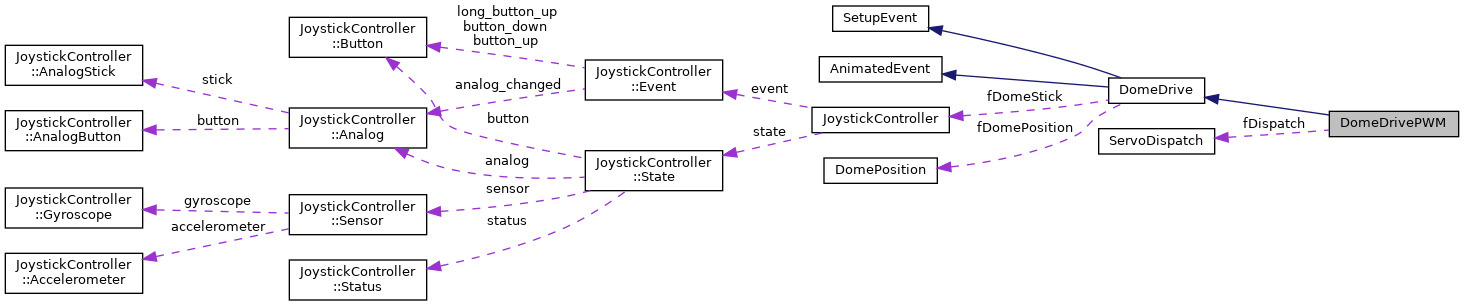 JoystickController
::AnalogStick
JoystickController
::AnalogButton
JoystickController
::Gyroscope
JoystickController
::Accelerometer
stick
button
gyroscope
accelerometer
JoystickController
::Button
JoystickController
::Analog
JoystickController
::Sensor
JoystickController
::Status
long_button_up
button_down
button_up
analog_changed
button
analog
sensor
status
JoystickController
::Event
JoystickController
::State
event
state
SetupEvent
AnimatedEvent
JoystickController
DomePosition
fDomeStick
fDomePosition
DomeDrive
ServoDispatch
fDispatch
DomeDrivePWM